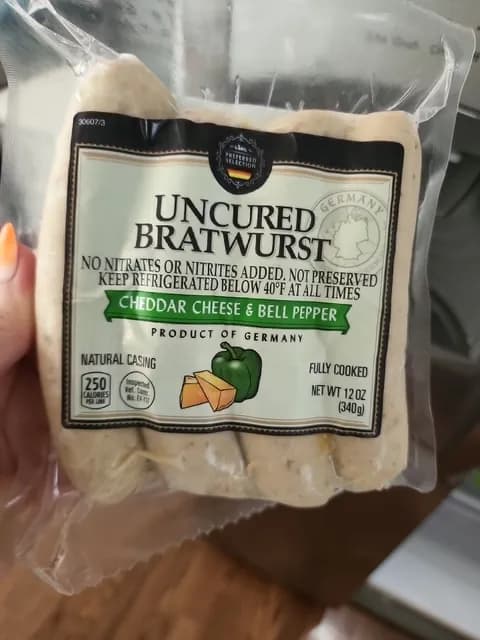 30607/3
PREFERRED
SELECTION
GERMANY
UNCURED
BRATWURST
NO NITRATES OR NITRITES ADDED. NOT PRESERVED
KEEP REFRIGERATED BELOW 40°F AT ALL TIMES
CHEDDAR CHEESE & BELL PEPPER
PRODUCT OF GERMANY
NATURAL CASING
FULLY COOKED
250
CALORIES
PER LINK
Inspected
NET WT 12 OZ
(340g)